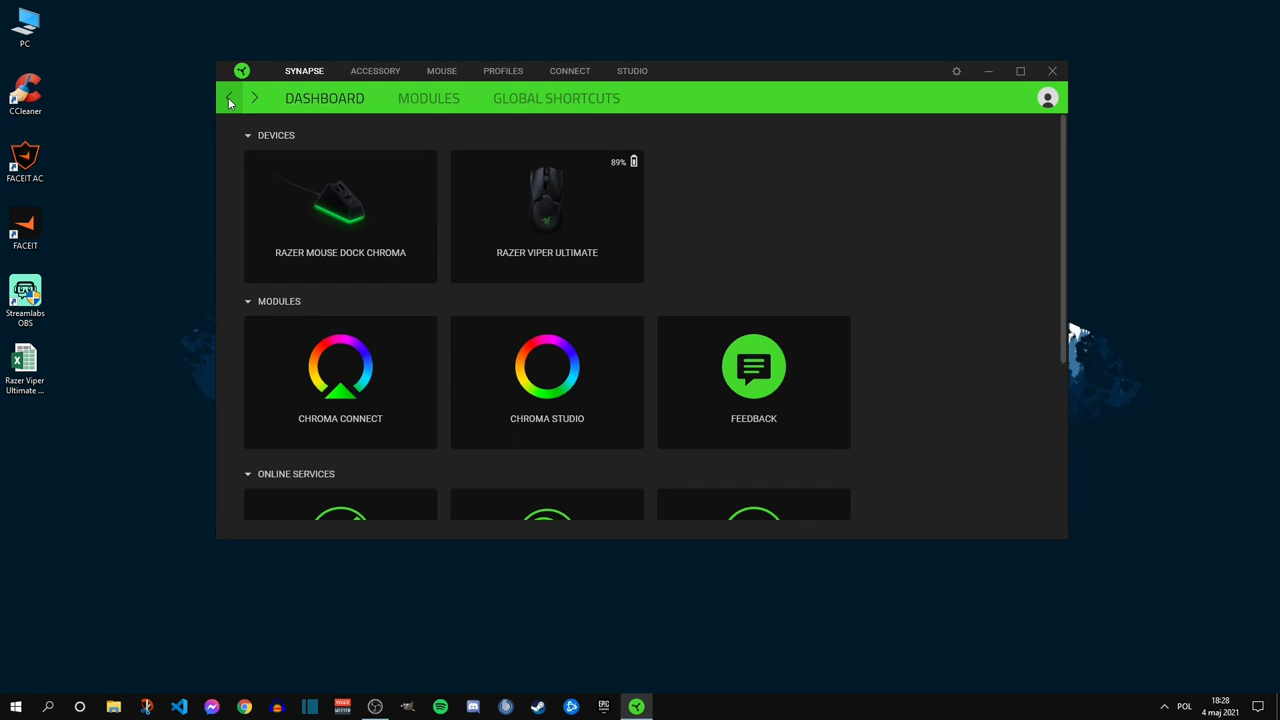 PC
CCleaner
FACEIT AC
FACEIT
Streamlabs
OBS
Razer Viper
Ultimate ...
SYNAPSE ACCESSORY MOUSE PROFILES CONNECT STUDIO
DASHBOARD MODULES GLOBAL SHORTCUTS
DEVICES
89%
RAZER MOUSE DOCK CHROMA
RAZER VIPER ULTIMATE
MODULES
CHROMA CONNECT
CHROMA STUDIO
FEEDBACK
ONLINE SERVICES
EPIC
POL
18:28
4 maj 2021